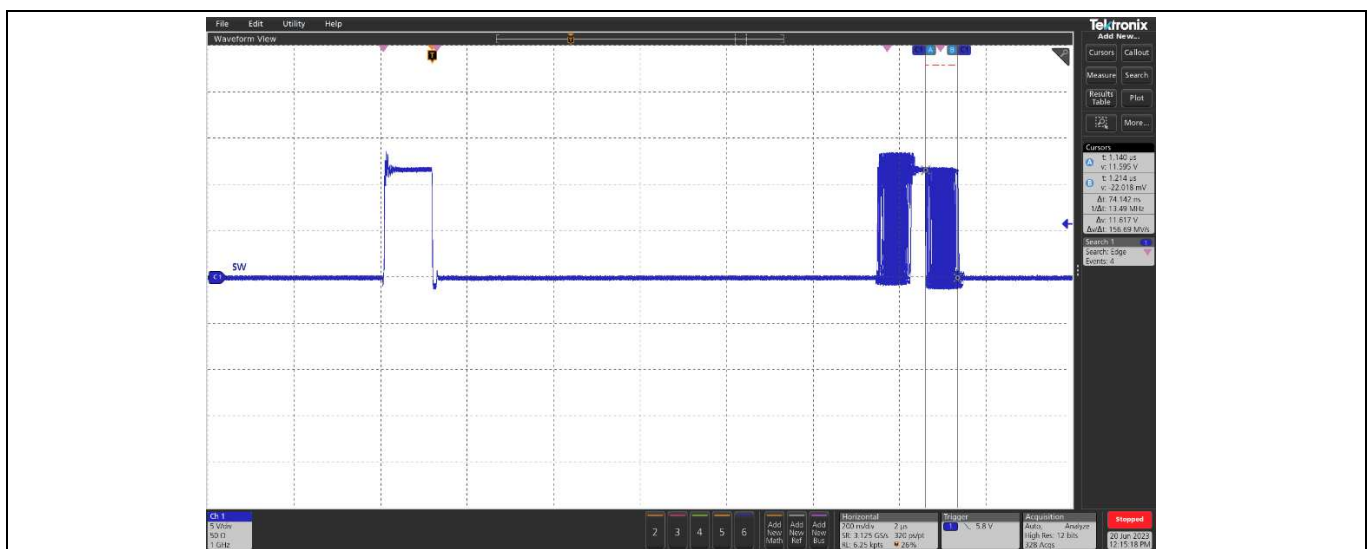 File Edit Utility Help
Tektronix
Waveform View
Add New...
T
C1 A B C1
T
Cursors Callout
Measure Search
Results Table Plot
More...
Cursors
A t: 1.140 µs
v: 11.595 V
B t: 1.214 µs
v: -22.018 mV
Δt: 74.142 ns
1/Δt: 13.49 MHz
Δv: 11.617 V
Δv/Δt: 156.69 MV/s
Search 1 1
Search: Edge
Events: 4
C1 SW
Ch 1
5 V/div
50 Ω
1 GHz
2 3 4 5 6
Add New Math
Add New Ref
Add New Bus
Horizontal
200 ns/div 2 µs
SR: 3.125 GS/s 320 ps/pt
RL: 6.25 kpts 26%
Trigger
1 5.8 V
Acquisition
Auto, Analyze
High Res: 12 bits
328 Acqs
Stopped
20 Jun 2023
12:15:18 PM